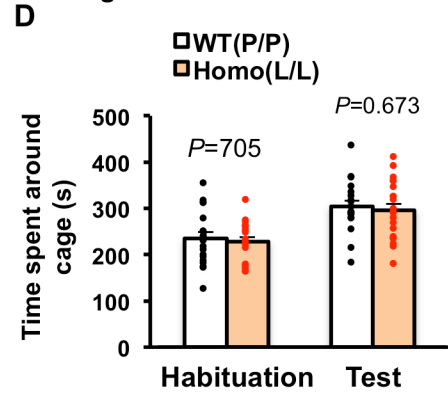 D
WT(P/P)
Homo(L/L)
P=0.673
P=705
Time spent around
cage (s)
500
400
300
200
100
0
Habituation Test